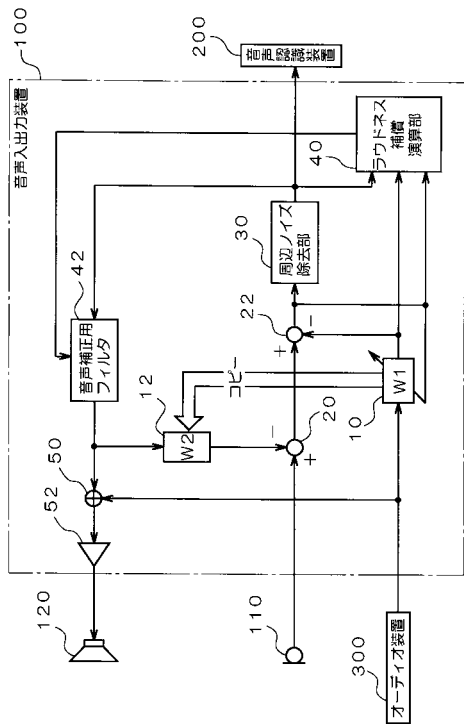 100
音声入出力装置
200
音声認識装置
42
音声補正用
フィルタ
40
ラウドネス
補償
演算部
30
周辺ノイズ
除去部
50
52
12
W2
コピー
22
+
−
20
−
+
10
W1
120
110
300
オーディオ装置